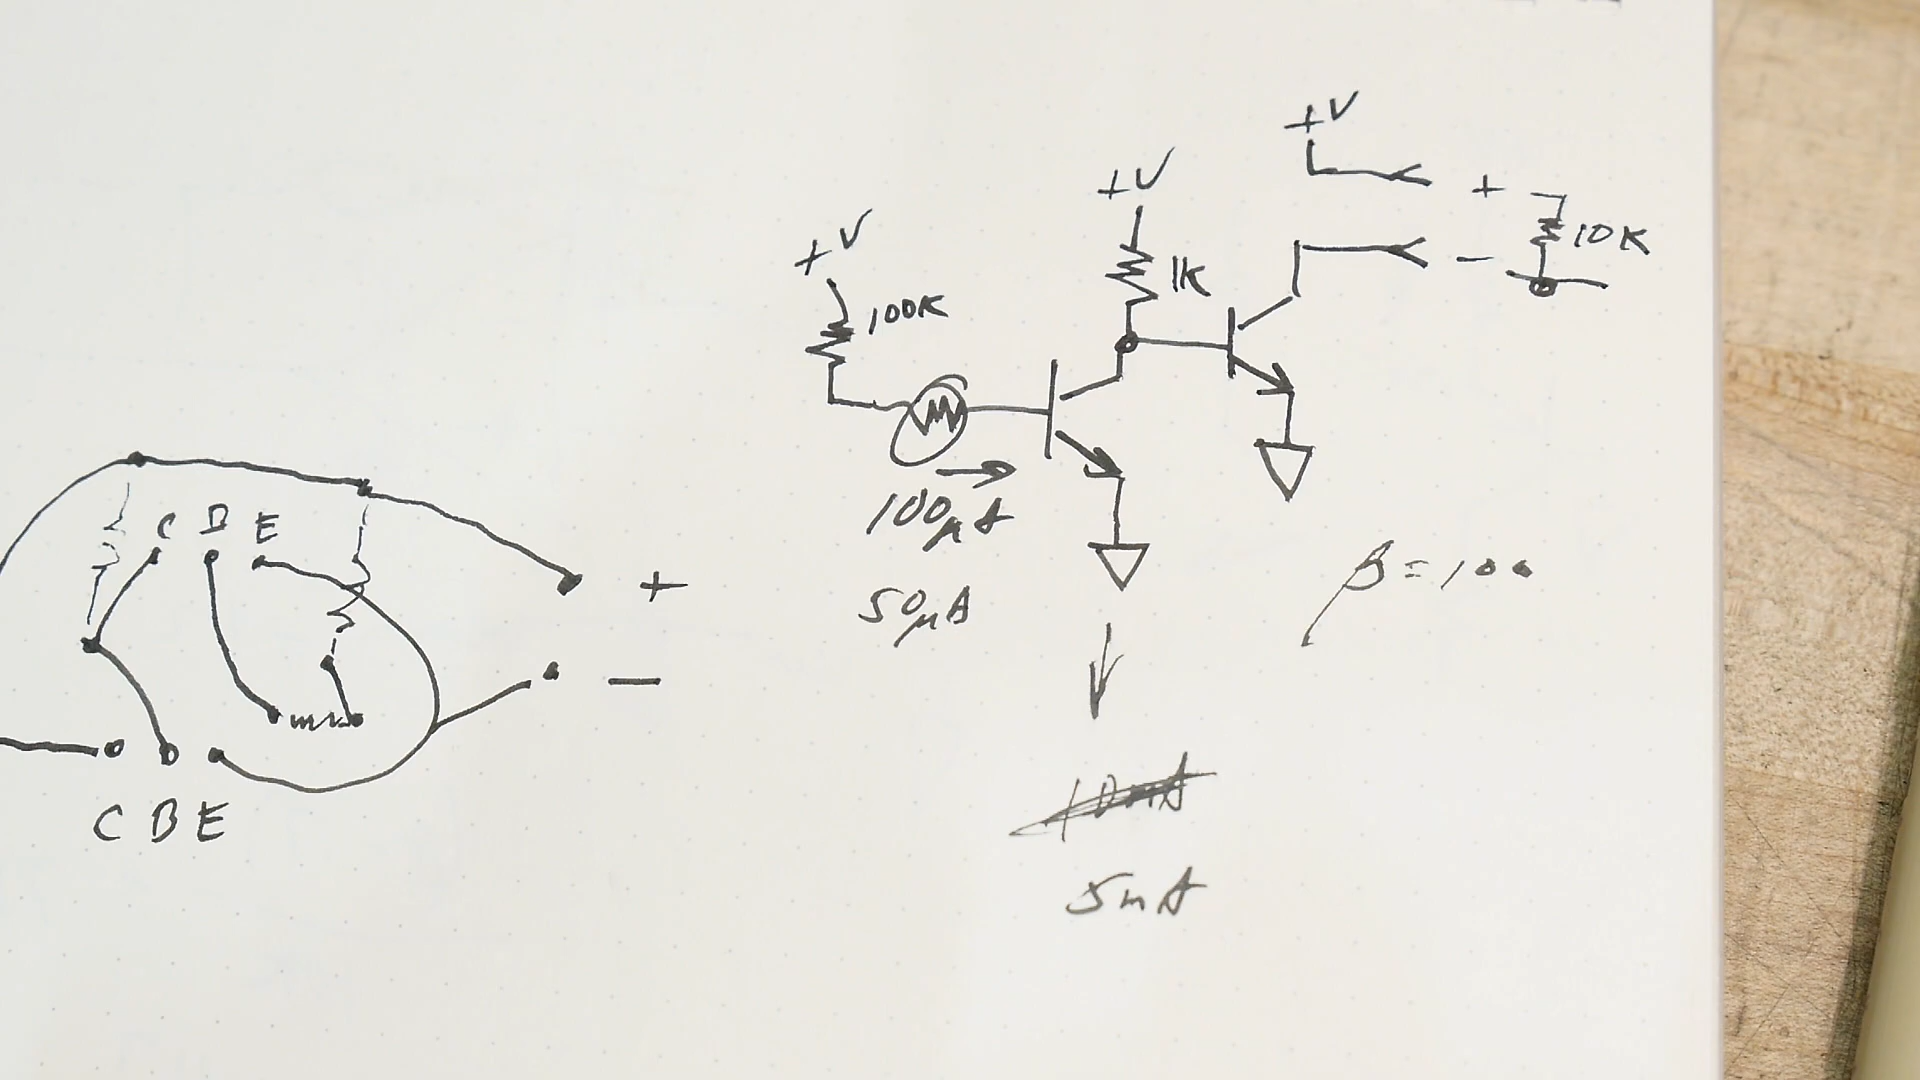 +V
+V
+V
+
10K
1K
100K
-
C B E
100μA
+
β=100
50μA
-
10mA
C B E
5mA